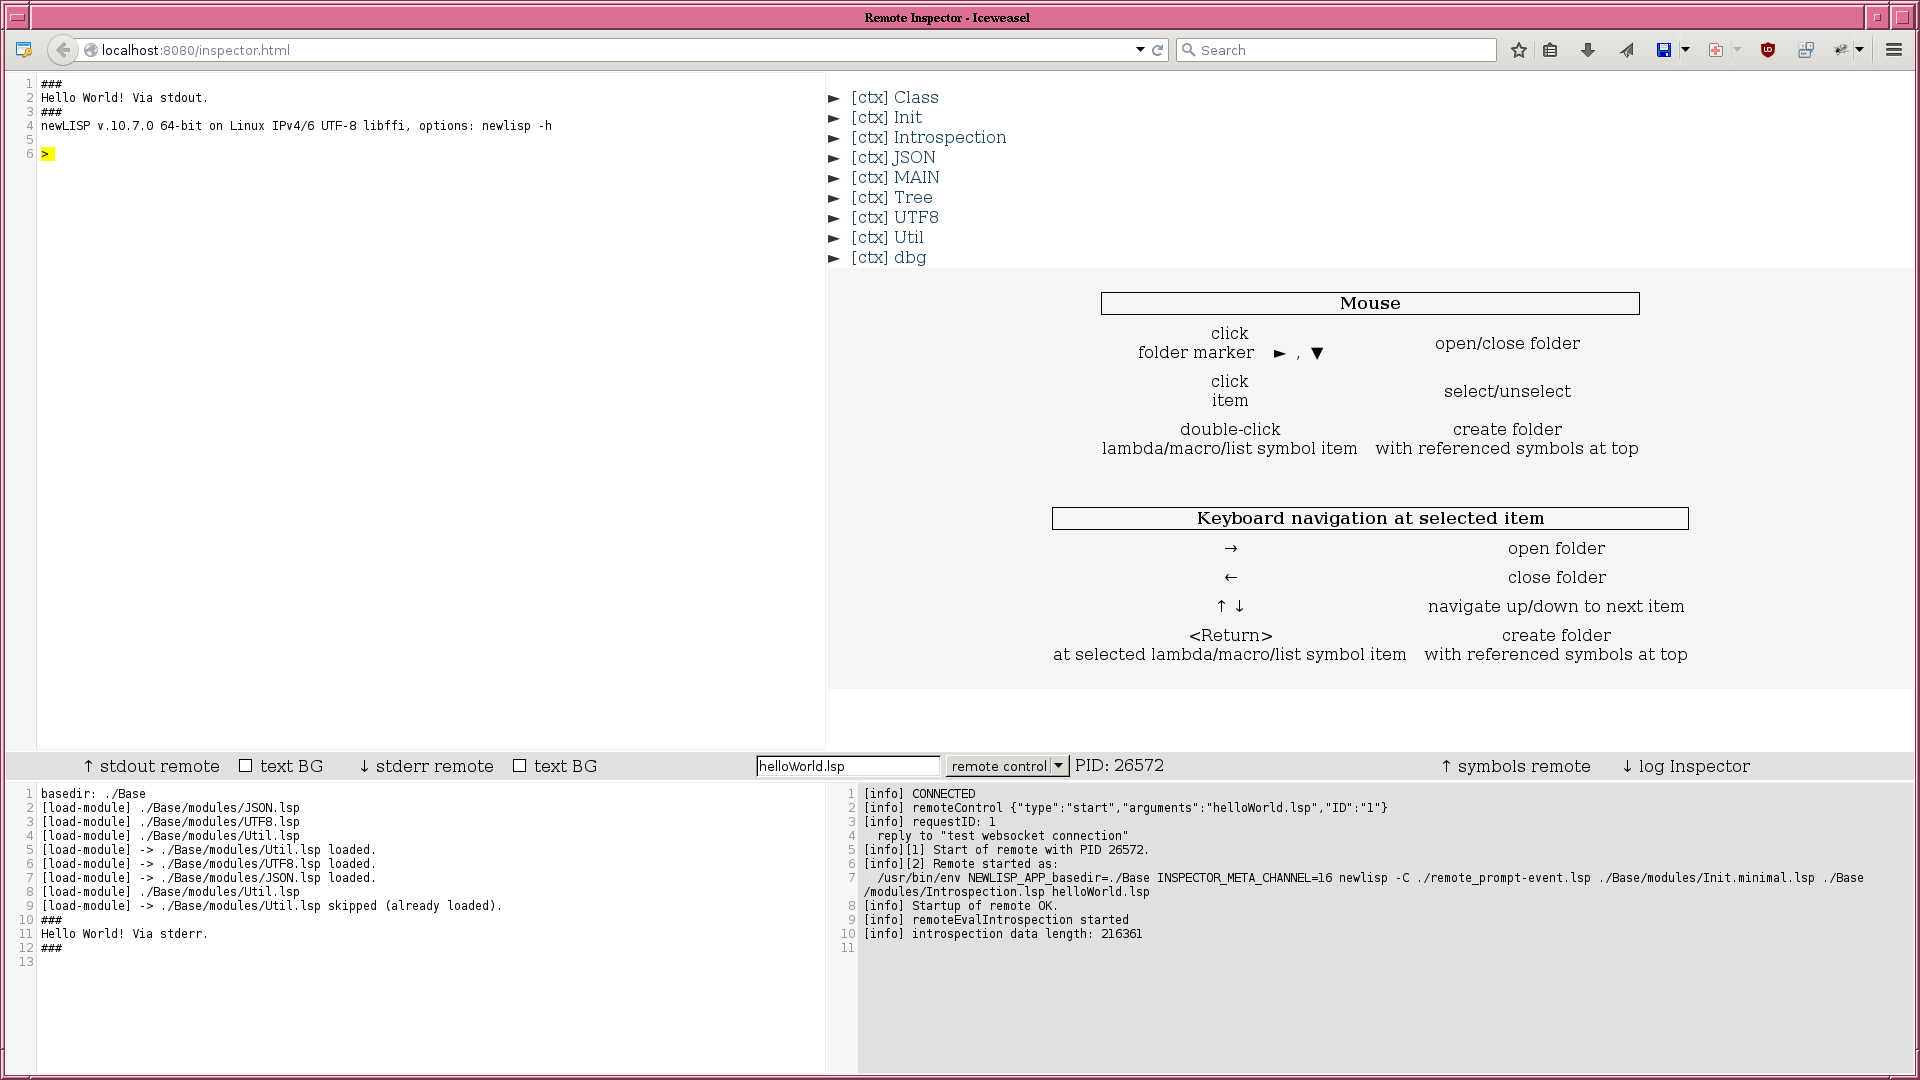 Remote Inspector - Iceweasel
localhost:8080/inspector.html
Search
1 ###
2 Hello World! Via stdout.
3 ###
4 newLISP v.10.7.0 64-bit on Linux IPv4/6 UTF-8 libffi, options: newlisp -h
5
6 >
► [ctx] Class
► [ctx] Init
► [ctx] Introspection
► [ctx] JSON
► [ctx] MAIN
► [ctx] Tree
► [ctx] UTF8
► [ctx] Util
► [ctx] dbg
Mouse
click
folder marker ► , ▼ open/close folder
click
item select/unselect
double-click create folder
lambda/macro/list symbol item with referenced symbols at top
Keyboard navigation at selected item
→ open folder
← close folder
↑ ↓ navigate up/down to next item
<Return> create folder
at selected lambda/macro/list symbol item with referenced symbols at top
↑ stdout remote text BG ↓ stderr remote text BG helloWorld.lsp remote control PID: 26572 ↑ symbols remote ↓ log Inspector
1 basedir: ./Base
2 [load-module] ./Base/modules/JSON.lsp
3 [load-module] ./Base/modules/UTF8.lsp
4 [load-module] ./Base/modules/Util.lsp
5 [load-module] -> ./Base/modules/Util.lsp loaded.
6 [load-module] -> ./Base/modules/UTF8.lsp loaded.
7 [load-module] -> ./Base/modules/JSON.lsp loaded.
8 [load-module] ./Base/modules/Util.lsp
9 [load-module] -> ./Base/modules/Util.lsp skipped (already loaded).
10 ###
11 Hello World! Via stderr.
12 ###
13
1 [info] CONNECTED
2 [info] remoteControl {"type":"start","arguments":"helloWorld.lsp","ID":"1"}
3 [info] requestID: 1
4 reply to "test websocket connection"
5 [info][1] Start of remote with PID 26572.
6 [info][2] Remote started as:
7 /usr/bin/env NEWLISP_APP_basedir=./Base INSPECTOR_META_CHANNEL=16 newlisp -C ./remote_prompt-event.lsp ./Base/modules/Init.minimal.lsp ./Base
/modules/Introspection.lsp helloWorld.lsp
8 [info] Startup of remote OK.
9 [info] remoteEvalIntrospection started
10 [info] introspection data length: 216361
11